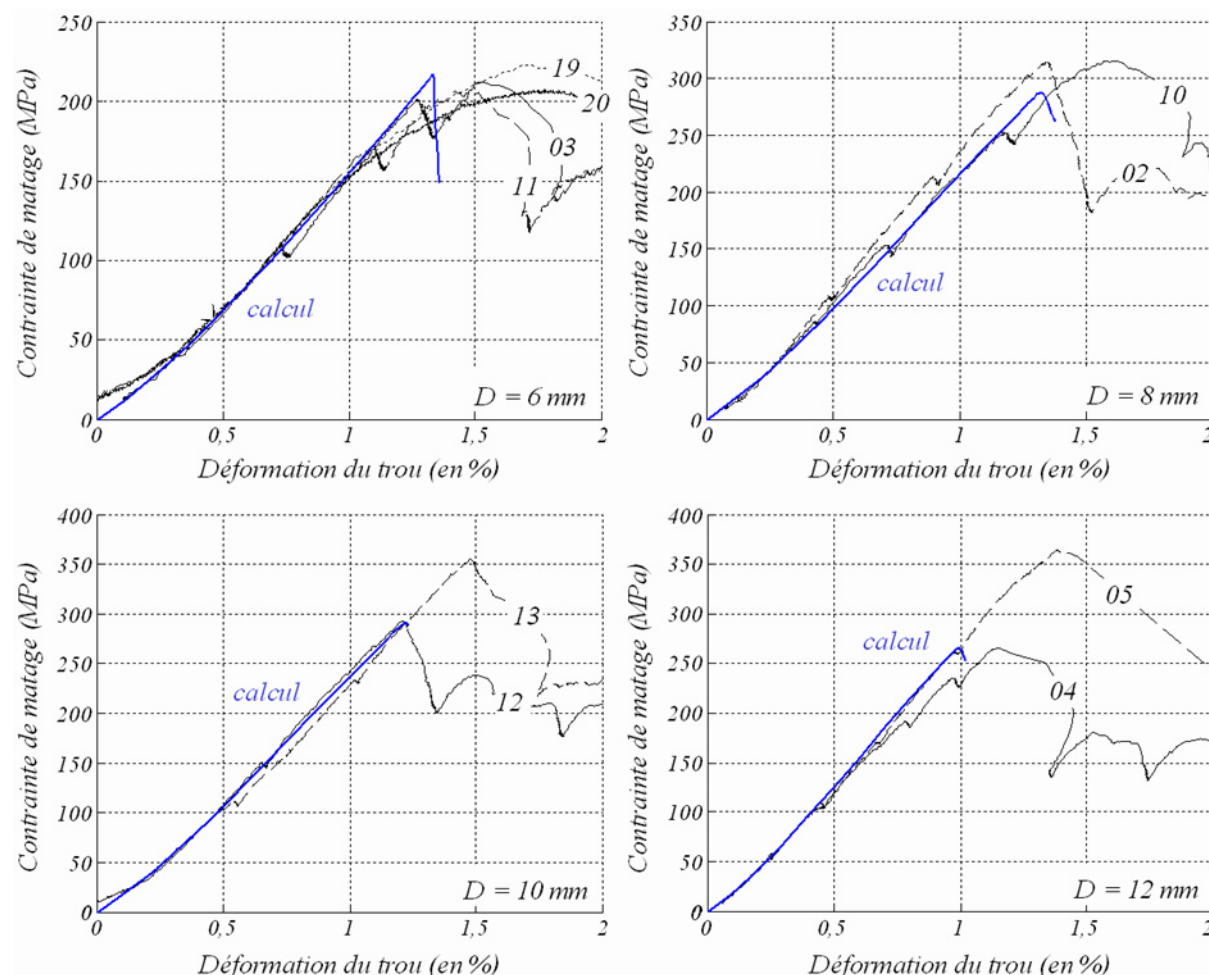 Contrainte de matage (MPa)
250
200
150
100
50
0
19
20
03
11
calcul
D = 6 mm
0 0,5 1 1,5 2
Déformation du trou (en %)
Contrainte de matage (MPa)
350
300
250
200
150
100
50
0
10
02
calcul
D = 8 mm
0 0,5 1 1,5 2
Déformation du trou (en %)
Contrainte de matage (MPa)
400
350
300
250
200
150
100
50
0
13
calcul
12
D = 10 mm
0 0,5 1 1,5 2
Déformation du trou (en %)
Contrainte de matage (MPa)
400
350
300
250
200
150
100
50
0
05
calcul
04
D = 12 mm
0 0,5 1 1,5 2
Déformation du trou (en %)